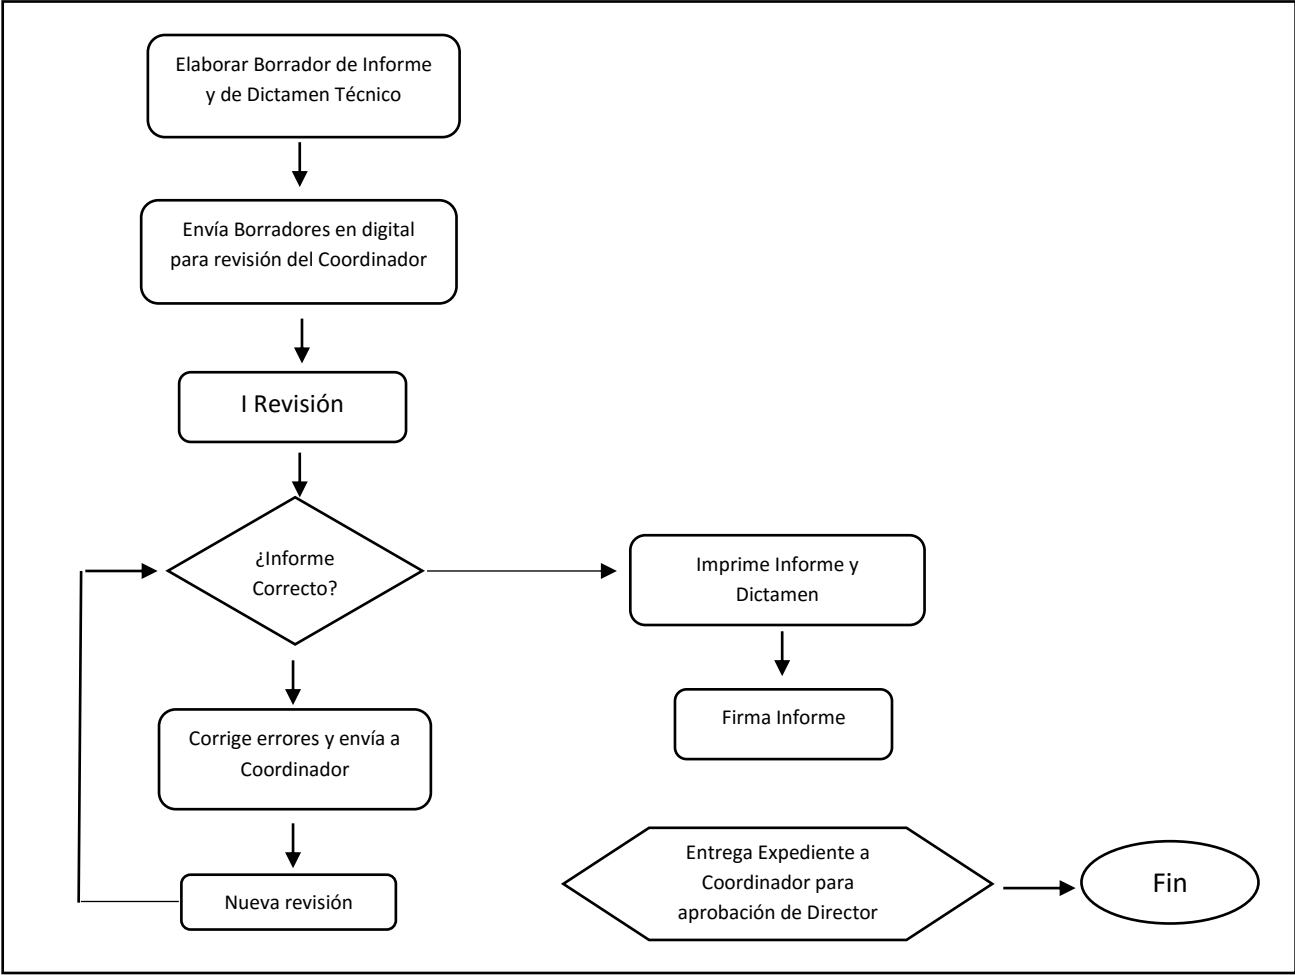 Elaborar Borrador de Informe
y de Dictamen Técnico
Envía Borradores en digital
para revisión del Coordinador
I Revisión
¿Informe
Correcto?
Imprime Informe y
Dictamen
Firma Informe
Corrige errores y envía a
Coordinador
Nueva revisión
Entrega Expediente a
Coordinador para
aprobación de Director
Fin